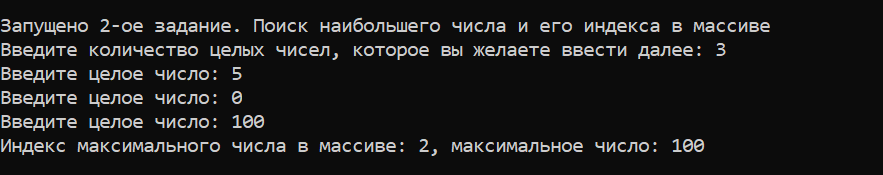 Запущено 2-ое задание. Поиск наибольшего числа и его индекса в массиве
Введите количество целых чисел, которое вы желаете ввести далее: 3
Введите целое число: 5
Введите целое число: 0
Введите целое число: 100
Индекс максимального числа в массиве: 2, максимальное число: 100